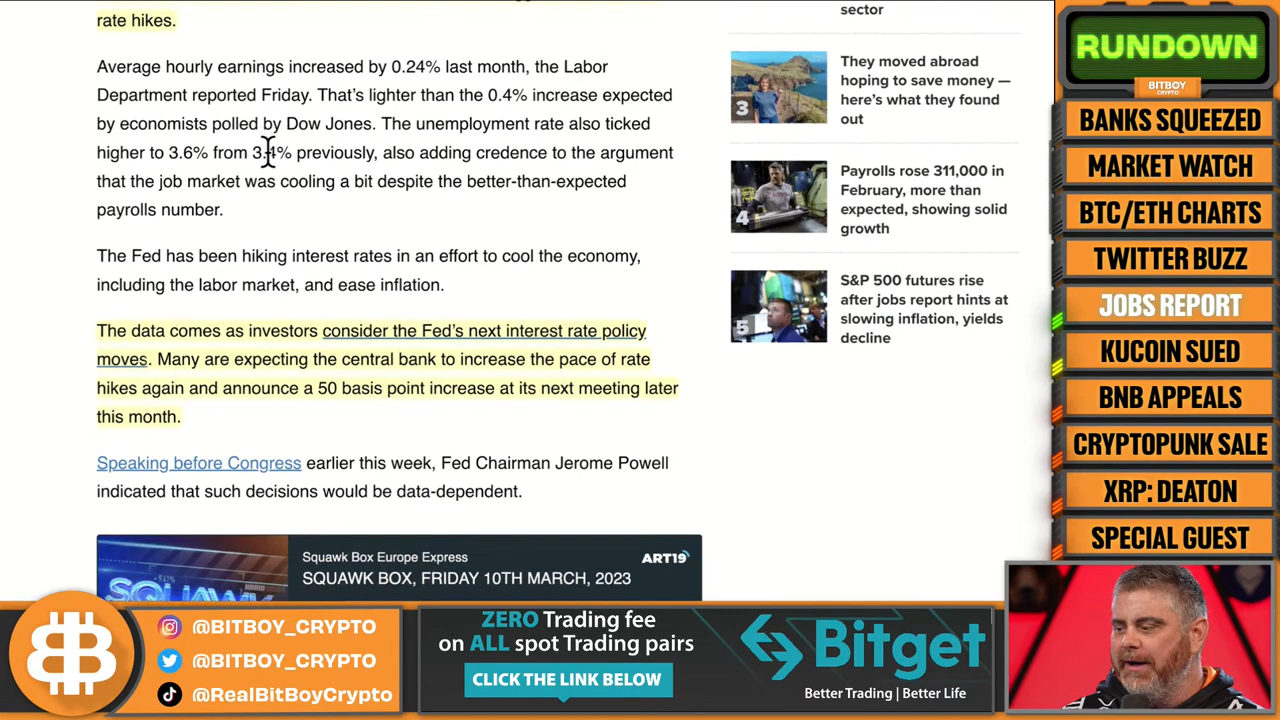 rate hikes.
Average hourly earnings increased by 0.24% last month, the Labor
Department reported Friday. That's lighter than the 0.4% increase expected
by economists polled by Dow Jones. The unemployment rate also ticked
higher to 3.6% from 3.4% previously, also adding credence to the argument
that the job market was cooling a bit despite the better-than-expected
payrolls number.
The Fed has been hiking interest rates in an effort to cool the economy,
including the labor market, and ease inflation.
The data comes as investors consider the Fed's next interest rate policy
moves. Many are expecting the central bank to increase the pace of rate
hikes again and announce a 50 basis point increase at its next meeting later
this month.
Speaking before Congress earlier this week, Fed Chairman Jerome Powell
indicated that such decisions would be data-dependent.
Squawk Box Europe Express
ART19
SQUAWK BOX, FRIDAY 10TH MARCH, 2023
SQUAWK
sector
3
They moved abroad
hoping to save money —
here's what they found
out
4
Payrolls rose 311,000 in
February, more than
expected, showing solid
growth
5
S&P 500 futures rise
after jobs report hints at
slowing inflation, yields
decline
RUNDOWN
BITBOY
CRYPTO
BANKS SQUEEZED
MARKET WATCH
BTC/ETH CHARTS
TWITTER BUZZ
JOBS REPORT
KUCOIN SUED
BNB APPEALS
CRYPTOPUNK SALE
XRP: DEATON
SPECIAL GUEST
@BITBOY_CRYPTO
@BITBOY_CRYPTO
@RealBitBoyCrypto
ZERO Trading fee
on ALL spot Trading pairs
CLICK THE LINK BELOW
Bitget
Better Trading | Better Life